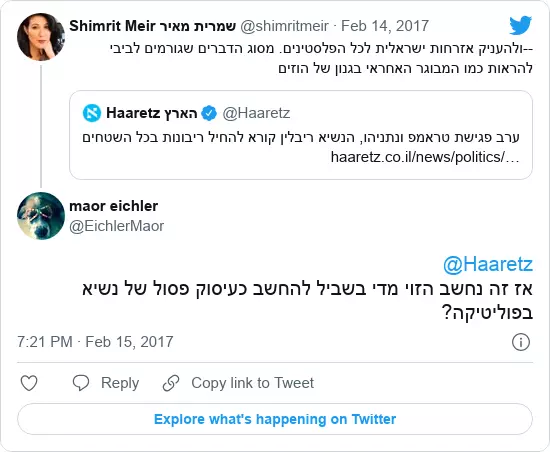 Shimrit Meir שמרית מאיר @shimritmeir · Feb 14, 2017
--ולהעניק אזרחות ישראלית לכל הפלסטינים. מסוג הדברים שגורמים לביבי
להראות כמו המבוגר האחראי בגנון של הוזים
Haaretz הארץ @Haaretz
ערב פגישת טראמפ ונתניהו, הנשיא ריבלין קורא להחיל ריבונות בכל השטחים
haaretz.co.il/news/politics/…
maor eichler
@EichlerMaor
@Haaretz
אז זה נחשב הזוי מדי בשביל להחשב כעיסוק פסול של נשיא
בפוליטיקה?
7:21 PM · Feb 15, 2017
Reply
Copy link to Tweet
Explore what's happening on Twitter